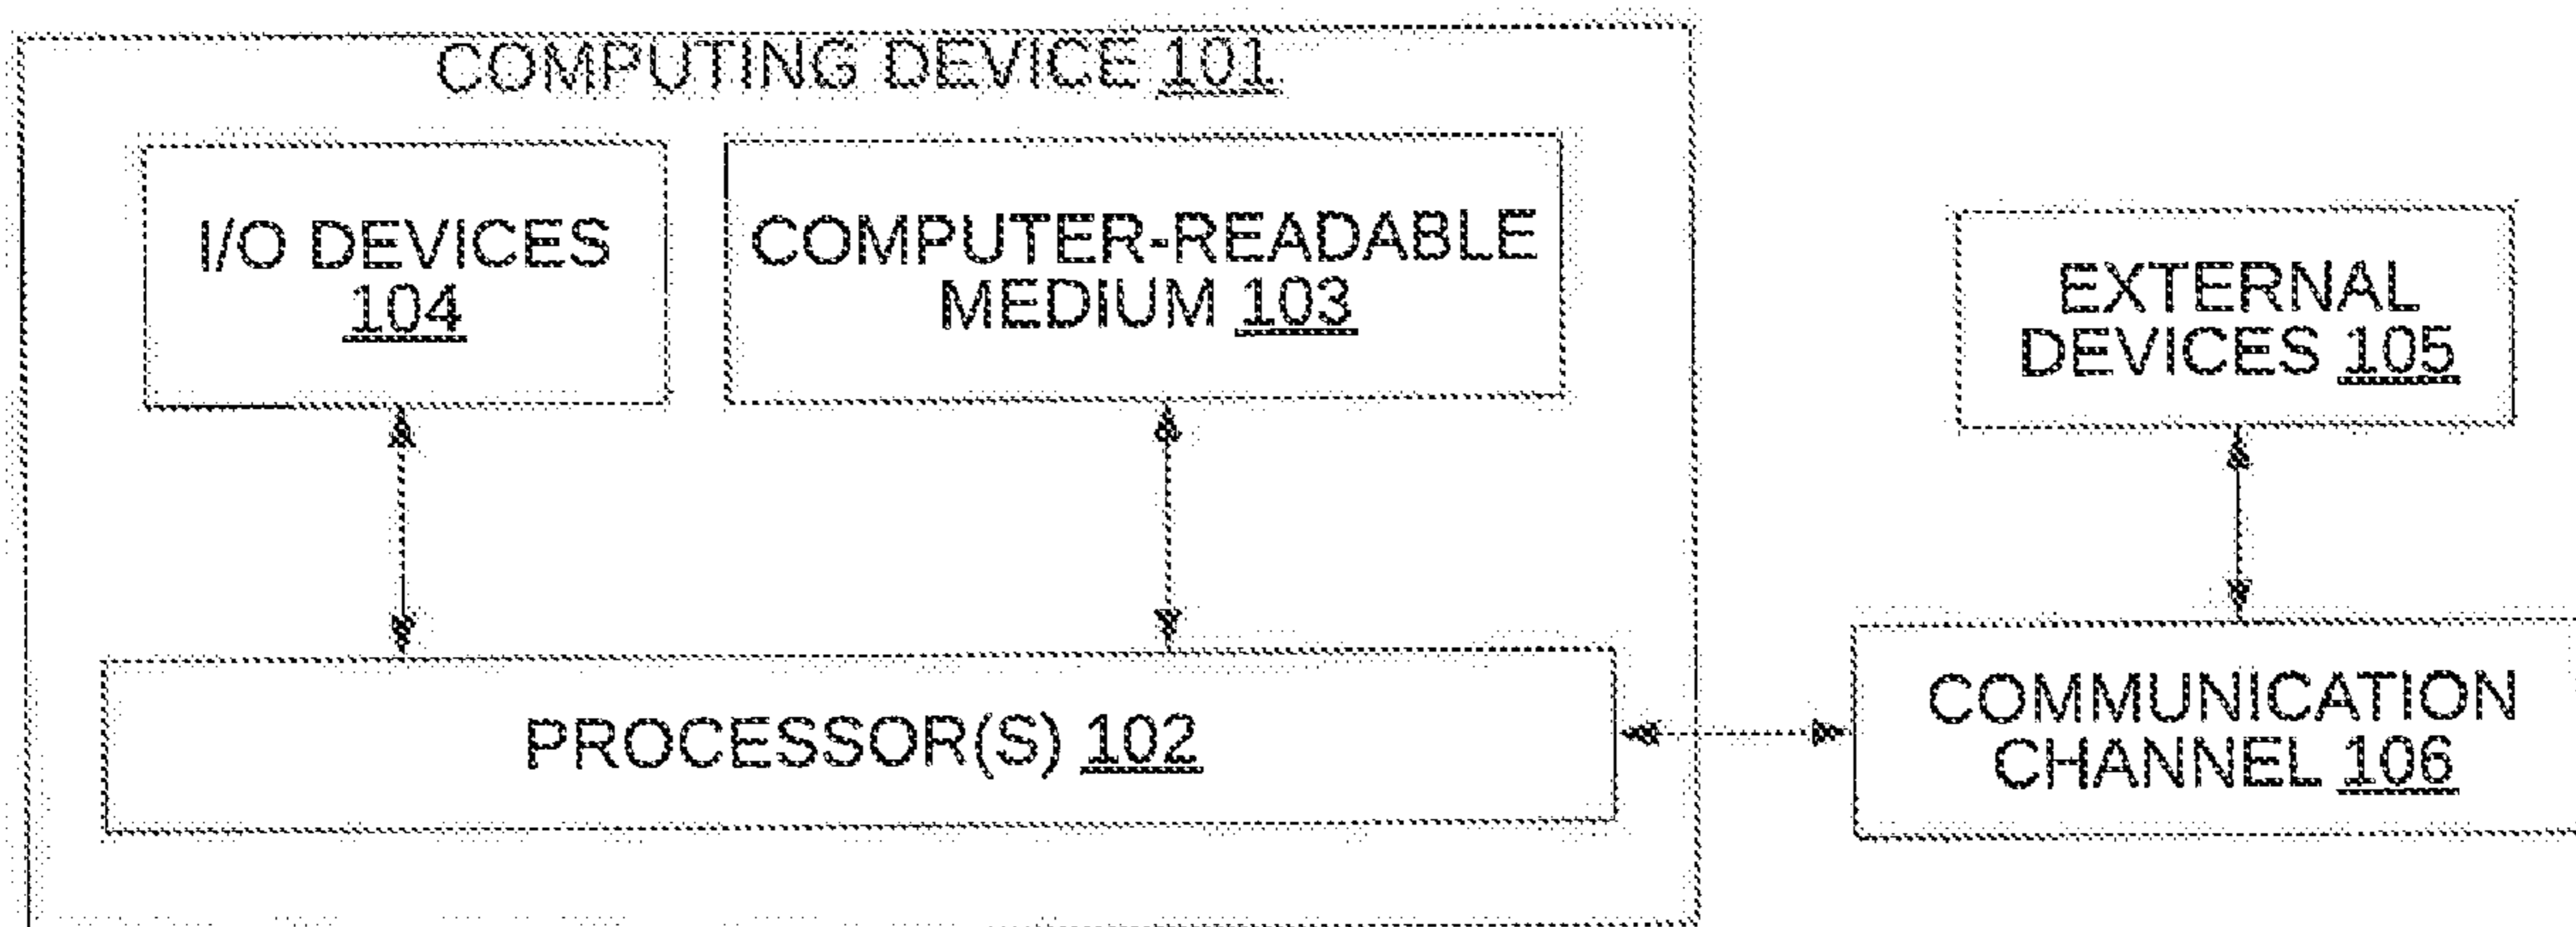 COMPUTING DEVICE 101
I/O DEVICES
104
COMPUTER-READABLE
MEDIUM 103
EXTERNAL
DEVICES 105
PROCESSOR(S) 102
COMMUNICATION
CHANNEL 106